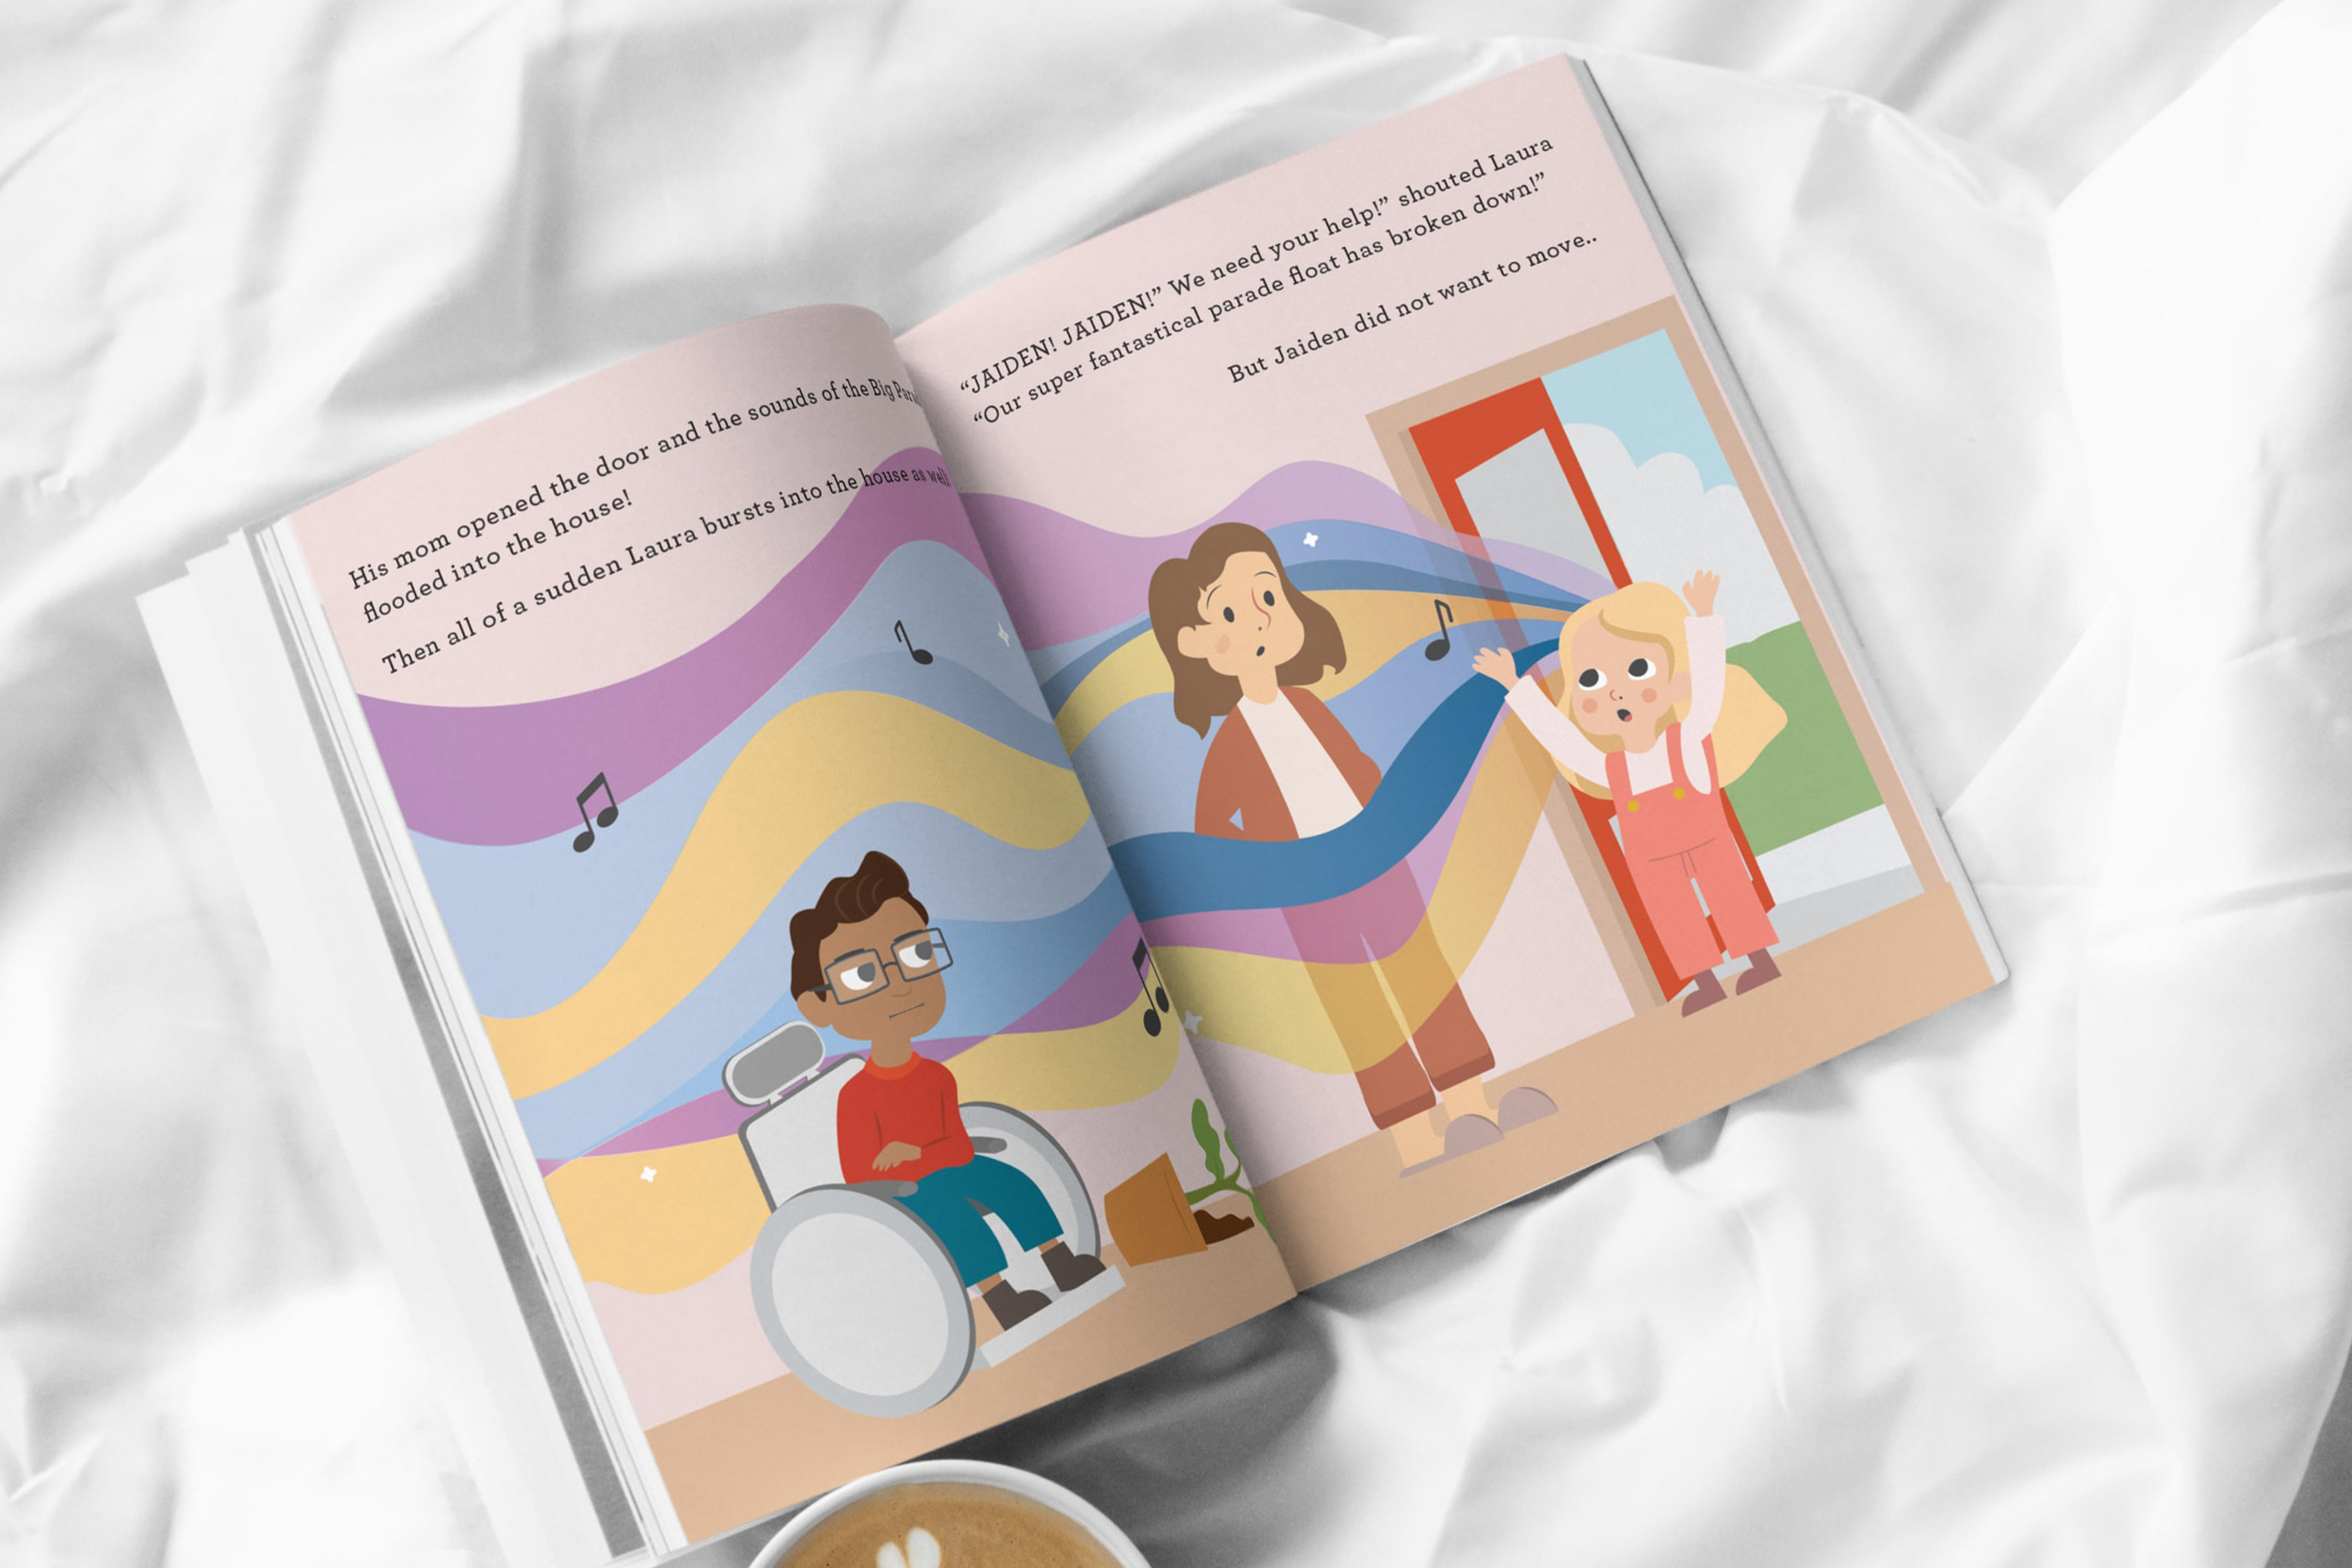 His mom opened the door and the sounds of the Big
flooded into the house!
Then all of a sudden Laura bursts into the house as well
“JAIDEN! JAIDEN!” We need your help!” shouted Laura
“Our super fantastical parade float has broken down!”
But Jaiden did not want to move..